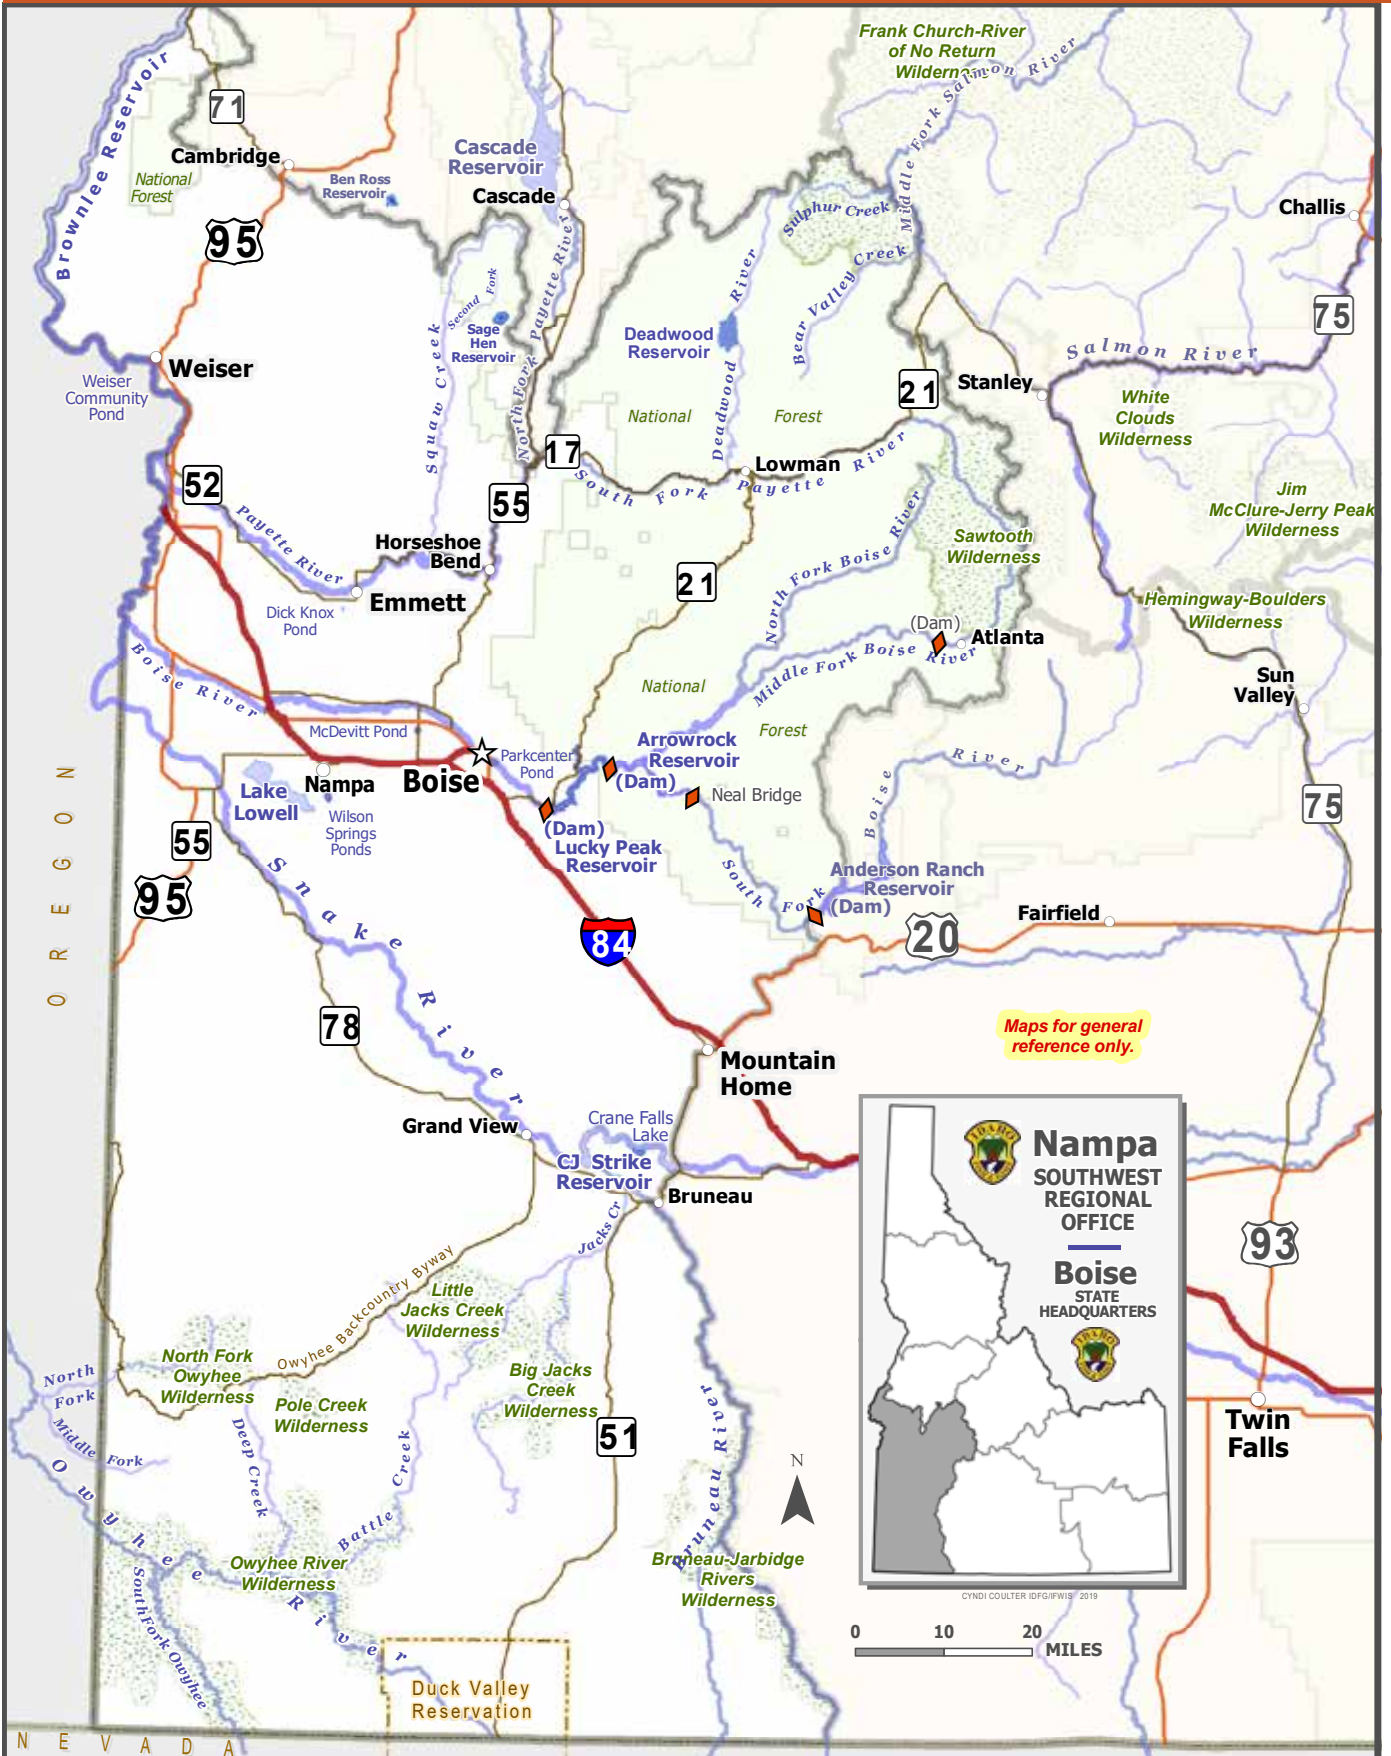 Frank Church-River
of No Return
Wilderness
Middle Fork Salmon River
Brownlee Reservoir
71
Cambridge
National
Forest
Ben Ross
Reservoir
Cascade
Reservoir
Cascade
95
Sulphur Creek
Bear Valley Creek
Challis
75
Second Fork
Squaw Creek
Sage
Hen
Reservoir
North Fork Payette River
Deadwood
Reservoir
Deadwood River
Salmon River
Weiser
Weiser
Community
Pond
21
Stanley
White
Clouds
Wilderness
National Forest
17
Lowman
South Fork Payette River
52
55
Payette River
Horseshoe
Bend
Emmett
Dick Knox
Pond
21
North Fork Boise River
Sawtooth
Wilderness
Jim
McClure-Jerry Peak
Wilderness
Hemingway-Boulders
Wilderness
(Dam)
Atlanta
Middle Fork Boise River
Sun
Valley
Boise River
National
Forest
McDevitt Pond
Boise
Parkcenter
Pond
Arrowrock
Reservoir
(Dam)
Neal Bridge
Nampa
Lake
Lowell
Wilson
Springs
Ponds
(Dam)
Lucky Peak
Reservoir
South Fork Boise River
Anderson Ranch
Reservoir
(Dam)
75
55
95
OREGON
Snake River
84
20
Fairfield
78
Maps for general
reference only.
Mountain
Home
Grand View
Crane Falls
Lake
CJ Strike
Reservoir
Bruneau
Jacks Cr
Owyhee Backcountry Byway
Little
Jacks Creek
Wilderness
Big Jacks
Creek
Wilderness
North Fork
Owyhee
Wilderness
Pole Creek
Wilderness
North
Fork
Middle Fork
Deep Creek
Battle Creek
51
Bruneau River
Owyhee River
Owyhee River
Wilderness
South Fork Owyhee
Bruneau-Jarbidge
Rivers
Wilderness
Duck Valley
Reservation
NEVADA
N
IDAHO
Nampa
SOUTHWEST
REGIONAL
OFFICE
Boise
STATE
HEADQUARTERS
IDAHO
93
Twin
Falls
CYNDI COULTER IDFG/IFWIS 2019
0 10 20
MILES